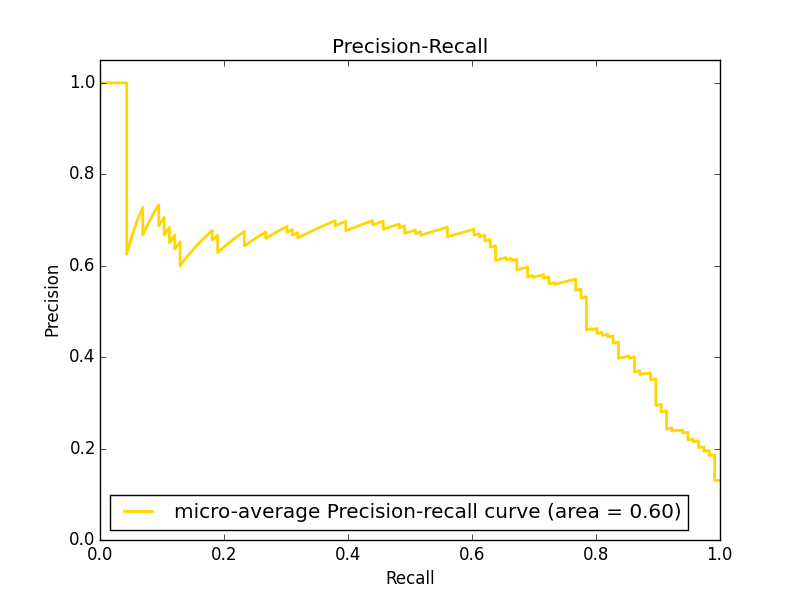 Precision-Recall
1.0
0.8
0.6
0.4
0.2
0.0
Precision
micro-average Precision-recall curve (area = 0.60)
0.0 0.2 0.4 0.6 0.8 1.0
Recall